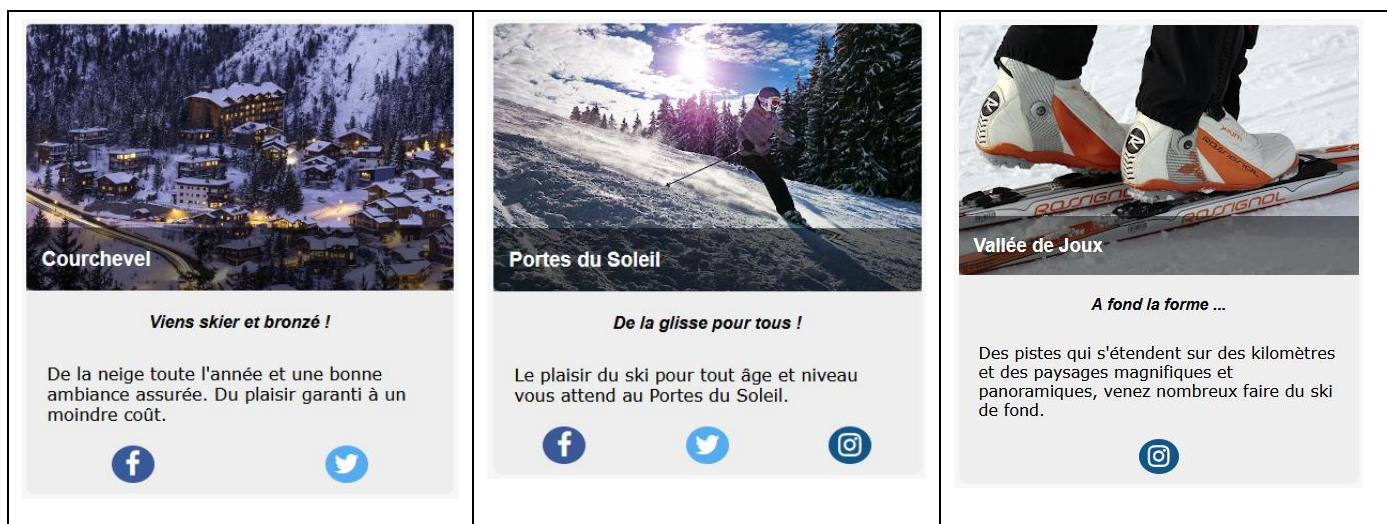 Courchevel
Viens skier et bronzé !
De la neige toute l'année et une bonne
ambiance assurée. Du plaisir garanti à un
moindre coût.
Portes du Soleil
De la glisse pour tous !
Le plaisir du ski pour tout âge et niveau
vous attend au Portes du Soleil.
ROSSIGNOL
ROSSIGNOL
ROSSIGNOL
Vallée de Joux
A fond la forme ...
Des pistes qui s'étendent sur des kilomètres
et des paysages magnifiques et
panoramiques, venez nombreux faire du ski
de fond.